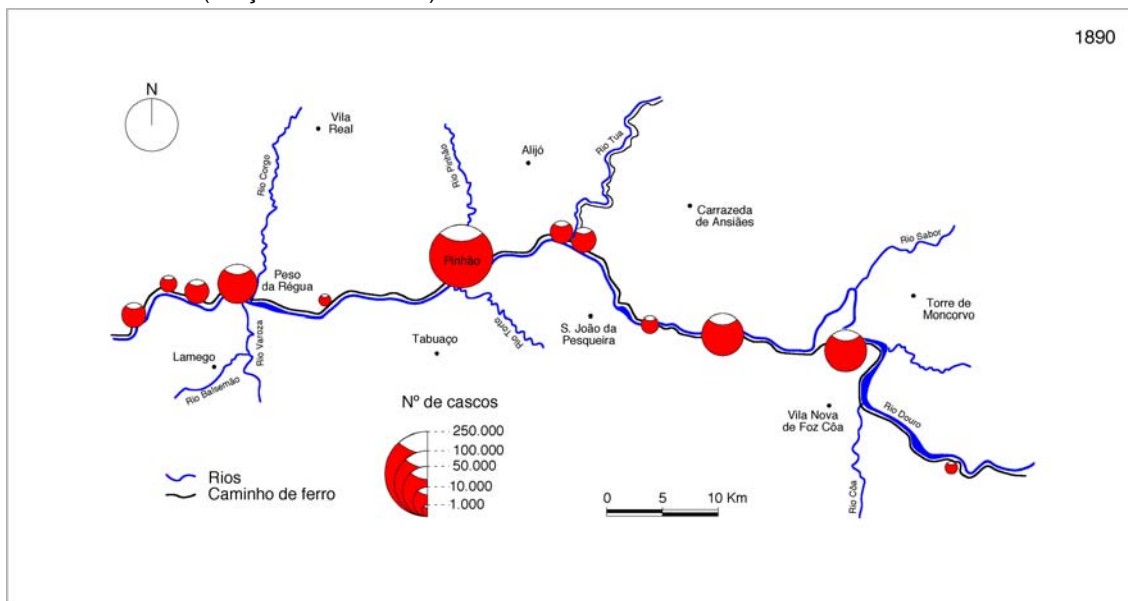 1890
N
Vila
Real
Rio Corgo
Rio Pinhão
Alijó
Rio Tua
Carrazeda
de Ansiães
Rio Sabor
Pinhão
Peso
da Régua
Torre de
Moncorvo
S. João da
Pesqueira
Rio Torto
Tabuaço
Rio Varoza
Lamego
Rio Balsemão
Vila Nova
de Foz Côa
Rio Douro
Rio Côa
Nº de cascos
250.000
100.000
50.000
10.000
1.000
Rios
Caminho de ferro
0 5 10 Km